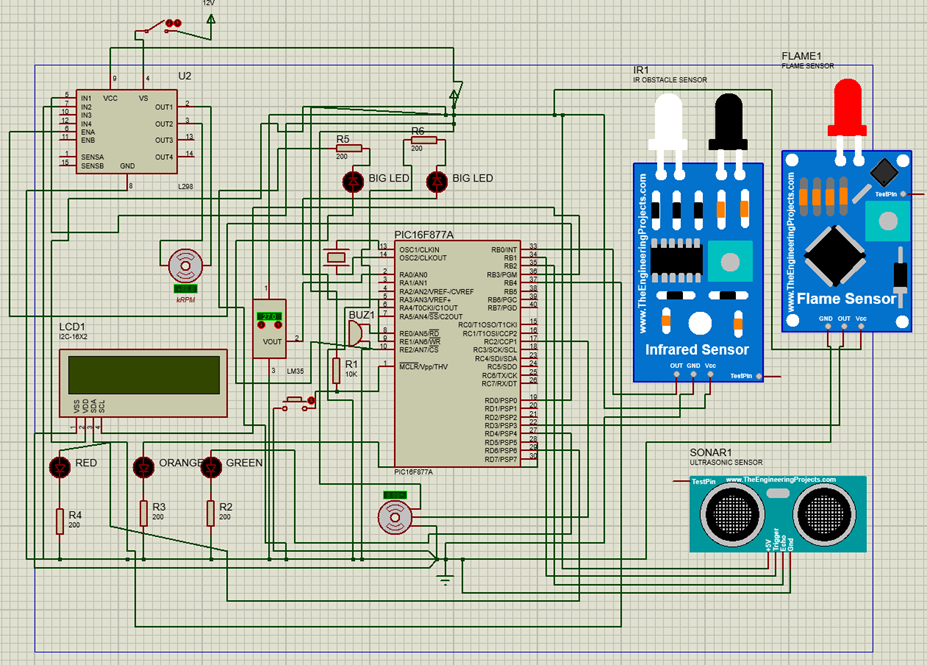 12V
U2
9
4
VCC
VS
5
IN1
7
IN2
10
IN3
12
IN4
6
ENA
11
ENB
1
SENSA
15
SENSB
OUT1
2
OUT2
3
OUT3
13
OUT4
14
GND
8
L298
kRPM
R5
200
R6
200
BIG LED
BIG LED
IR1
IR OBSTACLE SENSOR
www.TheEngineeringProjects.com
Infrared Sensor
OUT GND Vcc
TestPin
FLAME1
FLAME SENSOR
www.TheEngineeringProjects.com
TestPin
Flame Sensor
GND OUT Vcc
PIC16F877A
13
OSC1/CLKIN
14
OSC2/CLKOUT
2
RA0/AN0
3
RA1/AN1
4
RA2/AN2/VREF-/CVREF
5
RA3/AN3/VREF+
6
RA4/T0CKI/C1OUT
7
RA5/AN4/SS/C2OUT
8
RE0/AN5/RD
9
RE1/AN6/WR
10
RE2/AN7/CS
1
MCLR/Vpp/THV
RB0/INT
33
RB1
34
RB2
35
RB3/PGM
36
RB4
37
RB5
38
RB6/PGC
39
RB7/PGD
40
RC0/T1OSO/T1CKI
15
RC1/T1OSI/CCP2
16
RC2/CCP1
17
RC3/SCK/SCL
18
RC4/SDI/SDA
23
RC5/SDO
24
RC6/TX/CK
25
RC7/RX/DT
26
RD0/PSP0
19
RD1/PSP1
20
RD2/PSP2
21
RD3/PSP3
22
RD4/PSP4
27
RD5/PSP5
28
RD6/PSP6
29
RD7/PSP7
30
PIC16F877A
LCD1
I2C-16X2
VSS
VDD
SDA
SCL
1
2
3
4
1
27.0
VOUT
2
3
LM35
BUZ1
R1
10K
RED
ORANGE
GREEN
R4
200
R3
200
R2
200
SONAR1
ULTRASONIC SENSOR
TestPin
www.TheEngineeringProjects.com
+5V
Trigger
Echo
Gnd